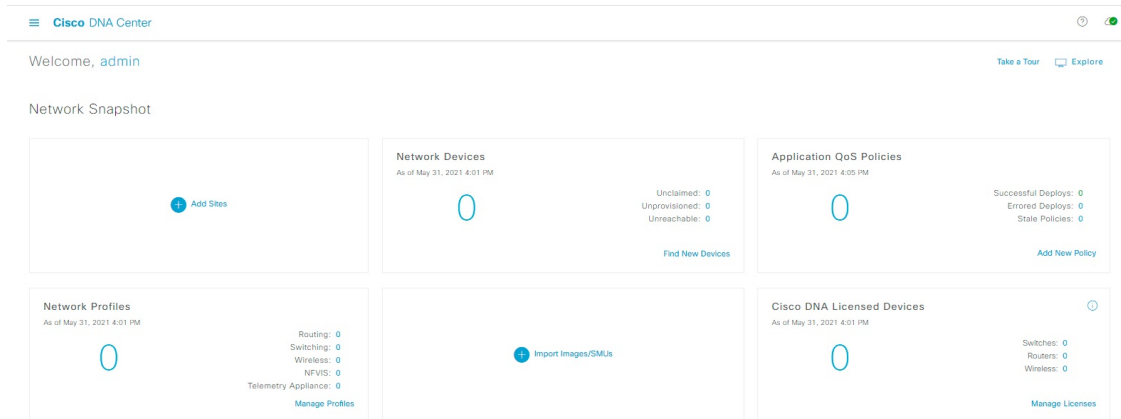 Cisco DNA Center
Welcome, admin
Take a Tour
Explore
Network Snapshot
Add Sites
Network Devices
As of May 31, 2021 4:01 PM
0
Unclaimed: 0
Unprovisioned: 0
Unreachable: 0
Find New Devices
Application QoS Policies
As of May 31, 2021 4:05 PM
0
Successful Deploys: 0
Errored Deploys: 0
Stale Policies: 0
Add New Policy
Network Profiles
As of May 31, 2021 4:01 PM
0
Routing: 0
Switching: 0
Wireless: 0
NFVIS: 0
Telemetry Appliance: 0
Manage Profiles
Import Images/SMUs
Cisco DNA Licensed Devices
As of May 31, 2021 4:01 PM
0
Switches: 0
Routers: 0
Wireless: 0
Manage Licenses